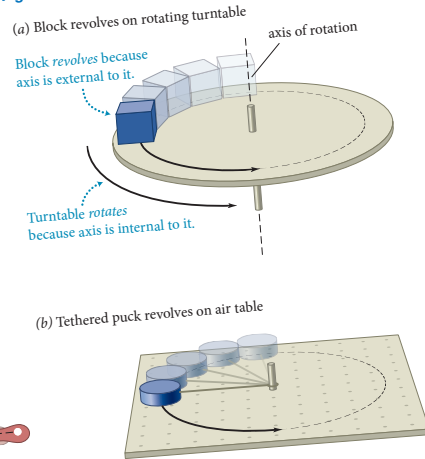 (a) Block revolves on rotating turntable
axis of rotation
Block revolves because
axis is external to it.
Turntable rotates
because axis is internal to it.
(b) Tethered puck revolves on air table